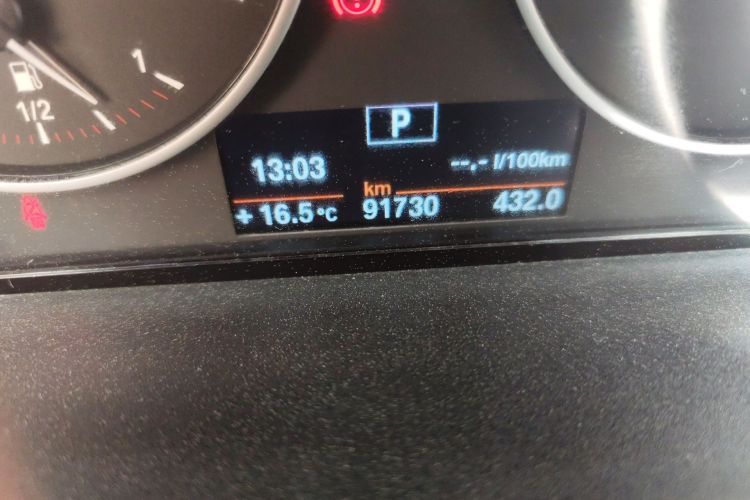 1/2
1
P
13:03
--,- l/100km
km
+ 16.5°C 91730 432.0